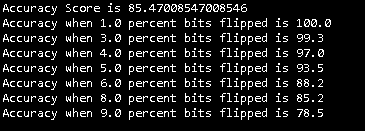 Accuracy Score is 85.47008547008546
Accuracy when 1.0 percent bits flipped is 100.0
Accuracy when 3.0 percent bits flipped is 99.3
Accuracy when 4.0 percent bits flipped is 97.0
Accuracy when 5.0 percent bits flipped is 93.5
Accuracy when 6.0 percent bits flipped is 88.2
Accuracy when 8.0 percent bits flipped is 85.2
Accuracy when 9.0 percent bits flipped is 78.5